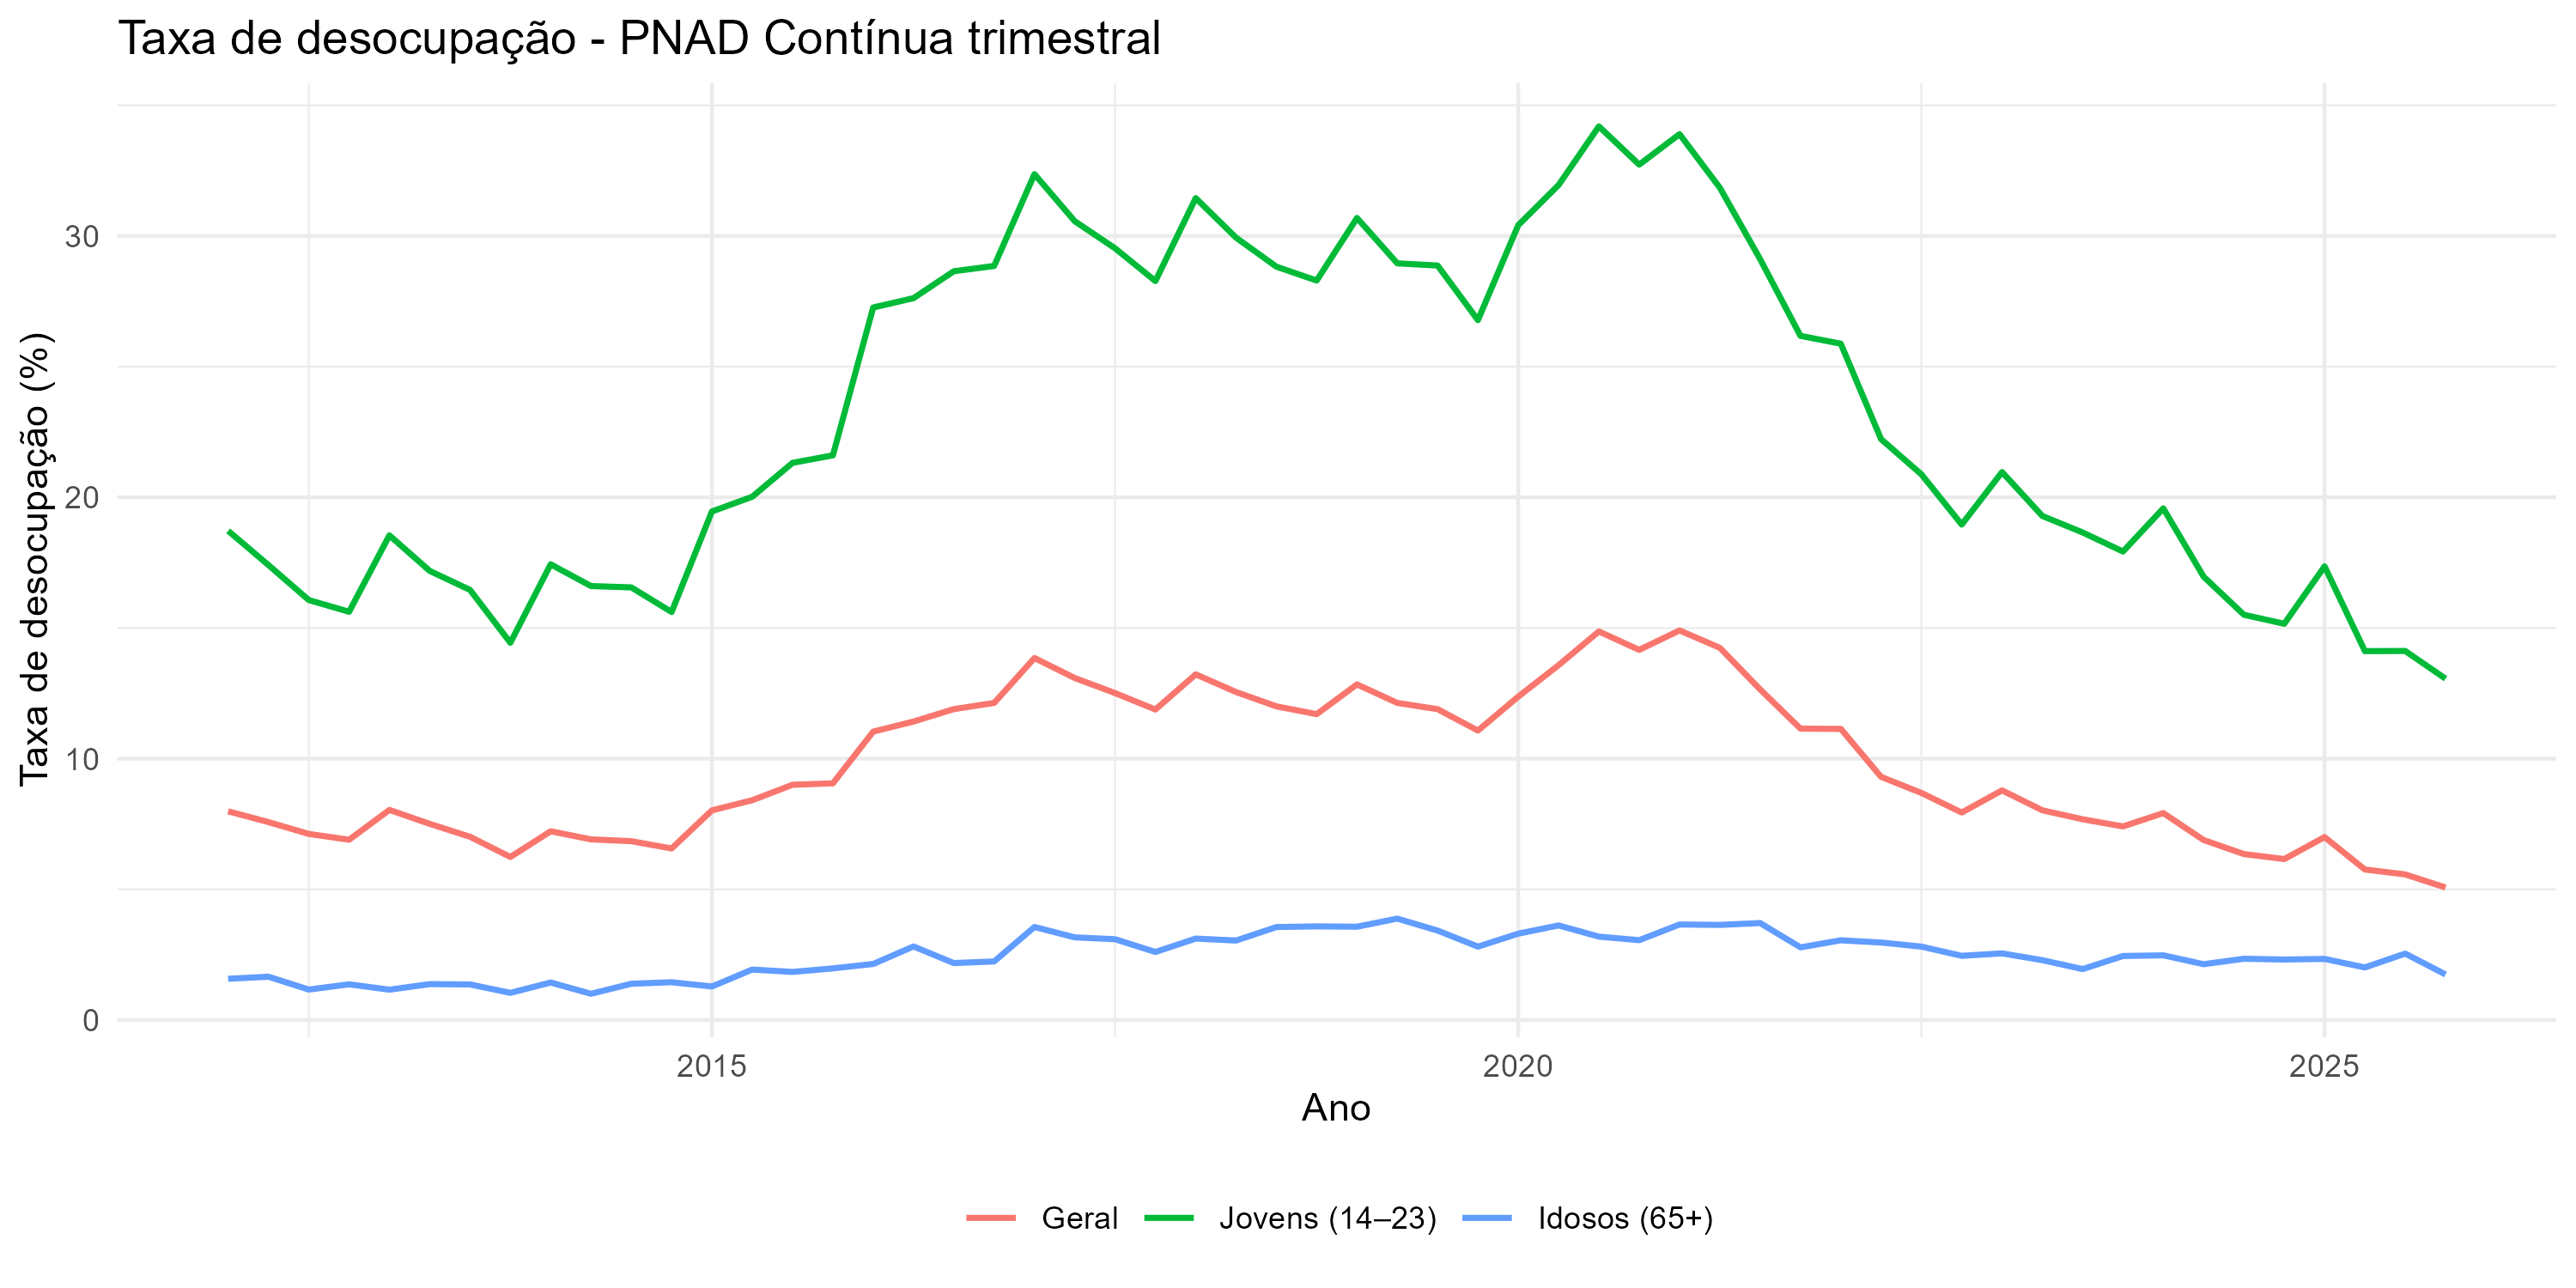 Taxa de desocupação - PNAD Contínua trimestral
Taxa de desocupação (%)
30
20
10
0
2015 2020 2025
Ano
Geral Jovens (14–23) Idosos (65+)